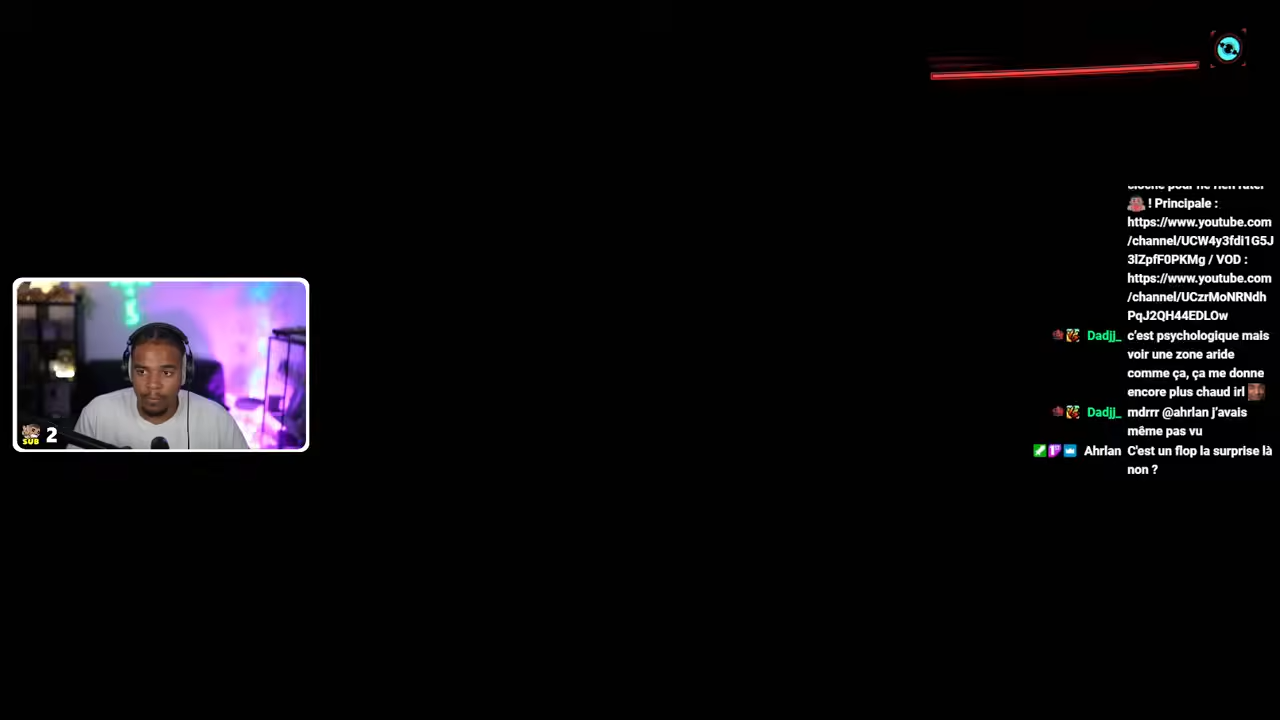 ! Principale :
https://www.youtube.com
/channel/UCW4y3fdi1G5J
3lZpfF0PKMg / VOD :
https://www.youtube.com
/channel/UCzrMoNRNdh
PqJ2QH44EDLOw
Dadjj_ c’est psychologique mais
voir une zone aride
comme ça, ça me donne
encore plus chaud irl
Dadjj_ mdrrr @ahrlan j’avais
même pas vu
Ahrlan C'est un flop la surprise là
non ?
SUB 2